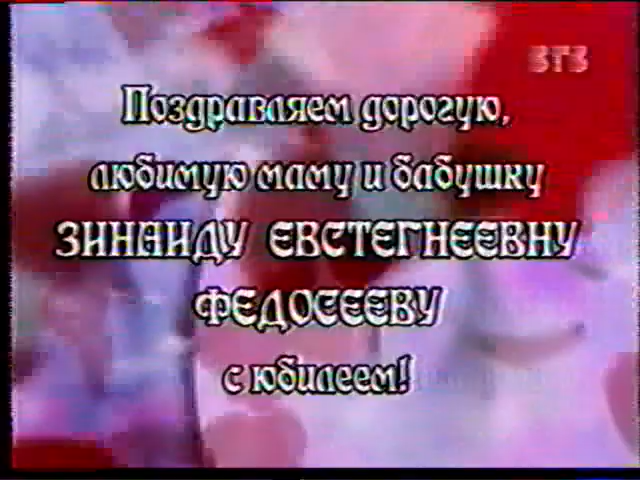 ВТВ
Поздравляем дорогую,
любимую маму и бабушку
ЗИНАИДУ ЕВСТЕГНЕЕВНУ
ФЕДОСЕЕВУ
с юбилеем!